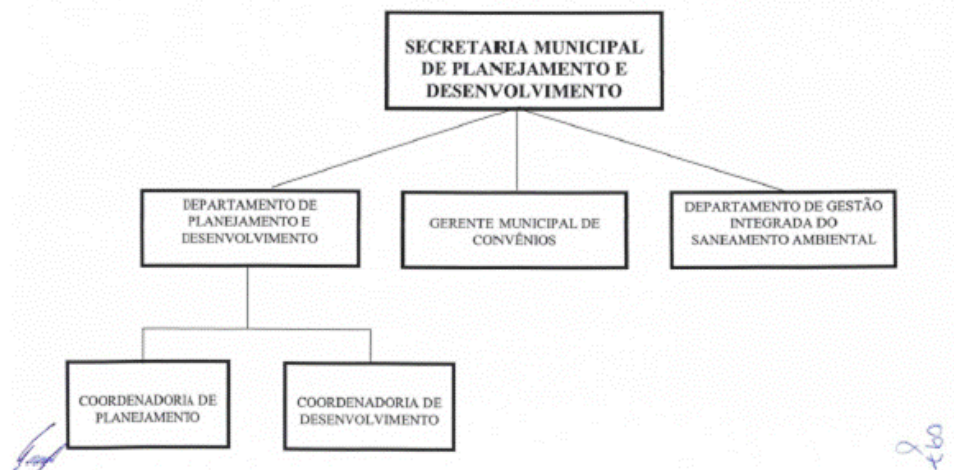 SECRETARIA MUNICIPAL
DE PLANEJAMENTO E
DESENVOLVIMENTO
DEPARTAMENTO DE
PLANEJAMENTO E
DESENVOLVIMENTO
GERENTE MUNICIPAL DE
CONVÊNIOS
DEPARTAMENTO DE GESTÃO
INTEGRADA DO
SANEAMENTO AMBIENTAL
COORDENADORIA DE
PLANEJAMENTO
COORDENADORIA DE
DESENVOLVIMENTO